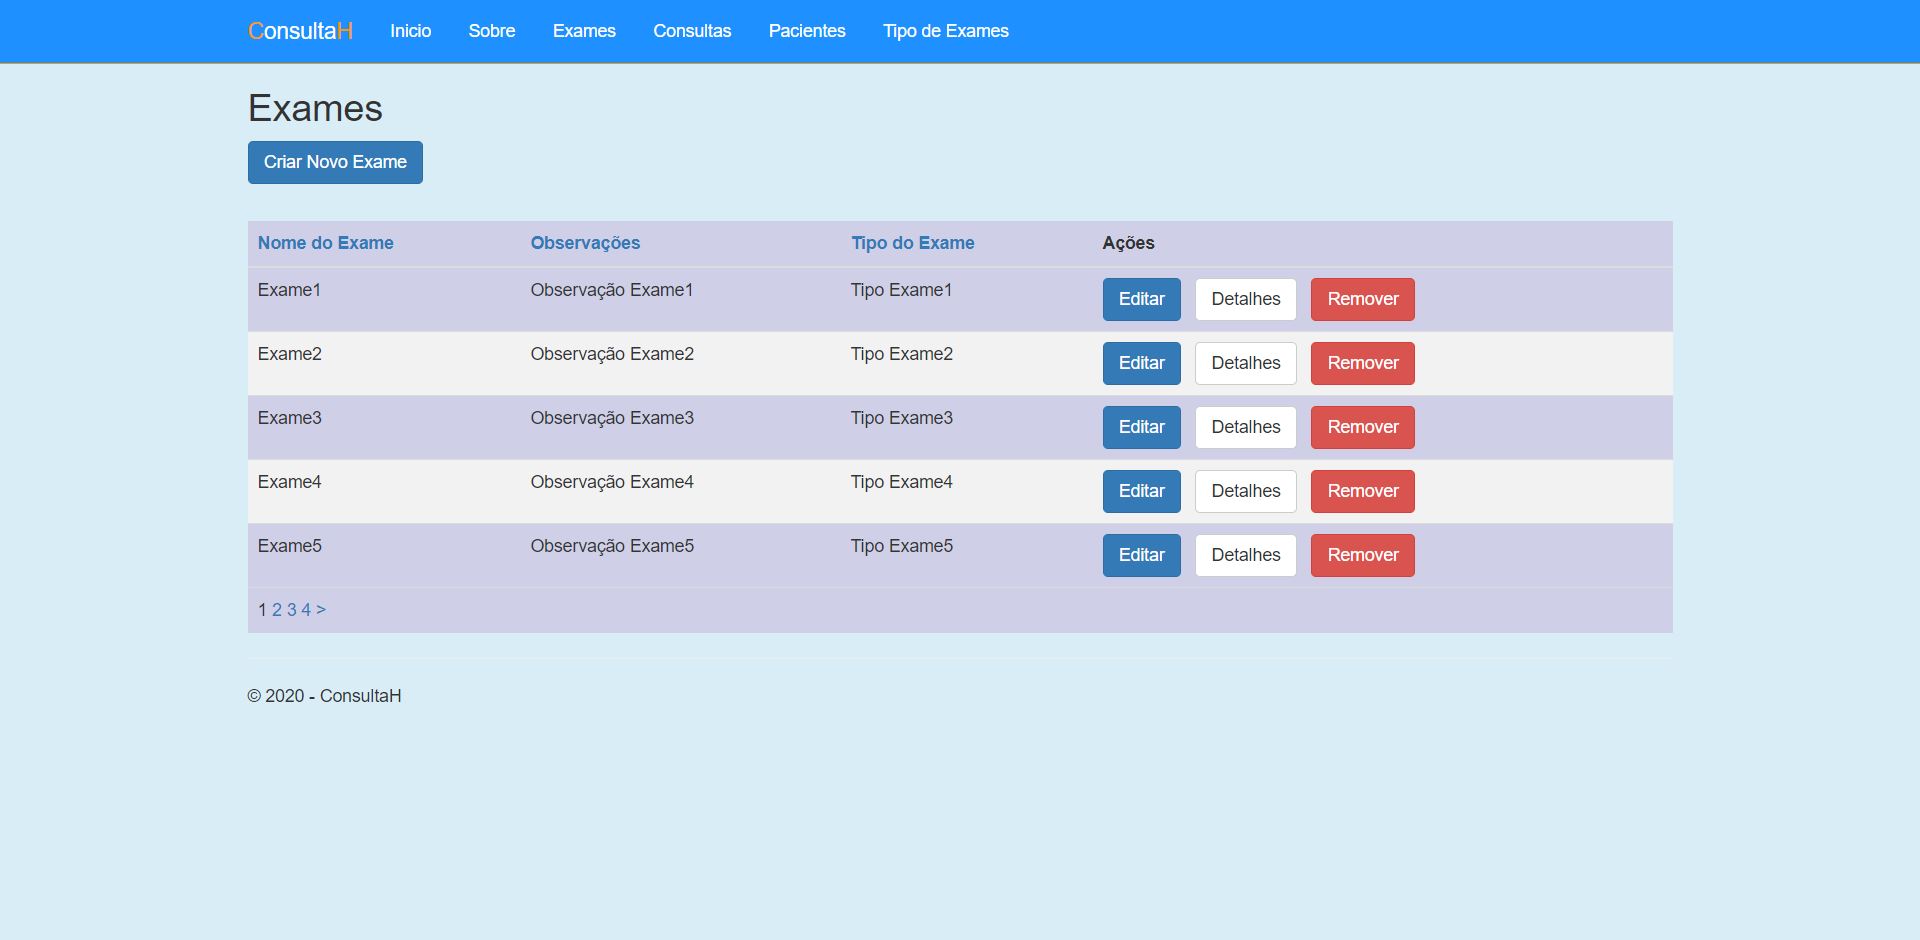 ConsultaH Inicio Sobre Exames Consultas Pacientes Tipo de Exames
Exames
Criar Novo Exame
Nome do Exame Observações Tipo do Exame Ações
Exame1 Observação Exame1 Tipo Exame1 Editar Detalhes Remover
Exame2 Observação Exame2 Tipo Exame2 Editar Detalhes Remover
Exame3 Observação Exame3 Tipo Exame3 Editar Detalhes Remover
Exame4 Observação Exame4 Tipo Exame4 Editar Detalhes Remover
Exame5 Observação Exame5 Tipo Exame5 Editar Detalhes Remover
1 2 3 4 >
© 2020 - ConsultaH